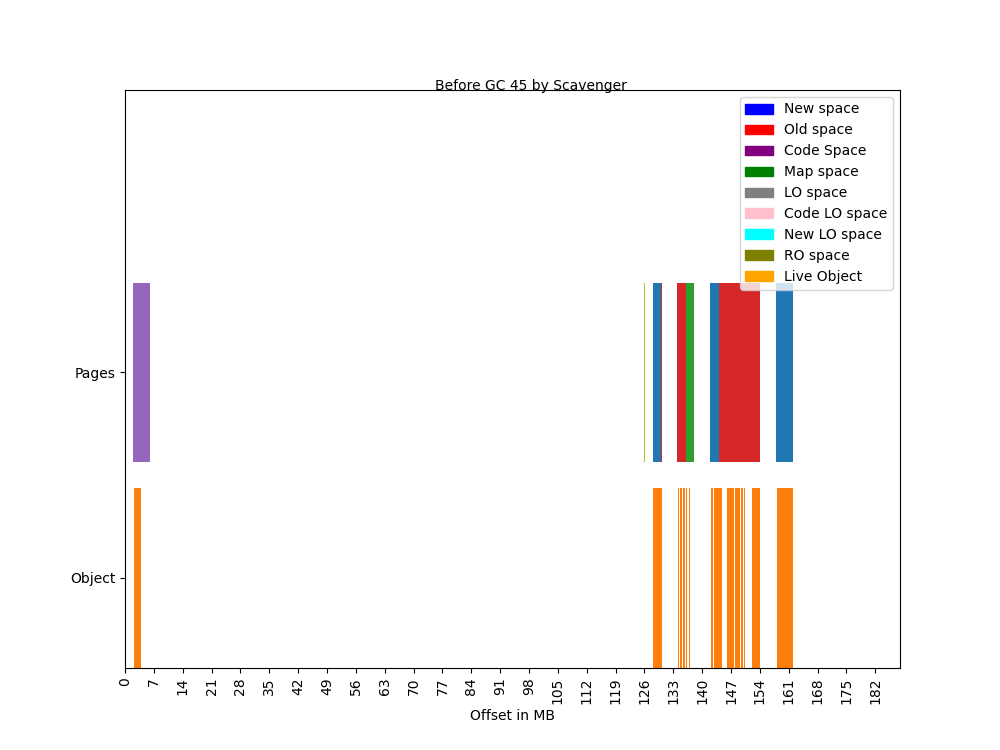 Before GC 45 by Scavenger
New space
Old space
Code Space
Map space
LO space
Code LO space
New LO space
RO space
Live Object
Pages
Object
0 7 14 21 28 35 42 49 56 63 70 77 84 91 98 105 112 119 126 133 140 147 154 161 168 175 182
Offset in MB